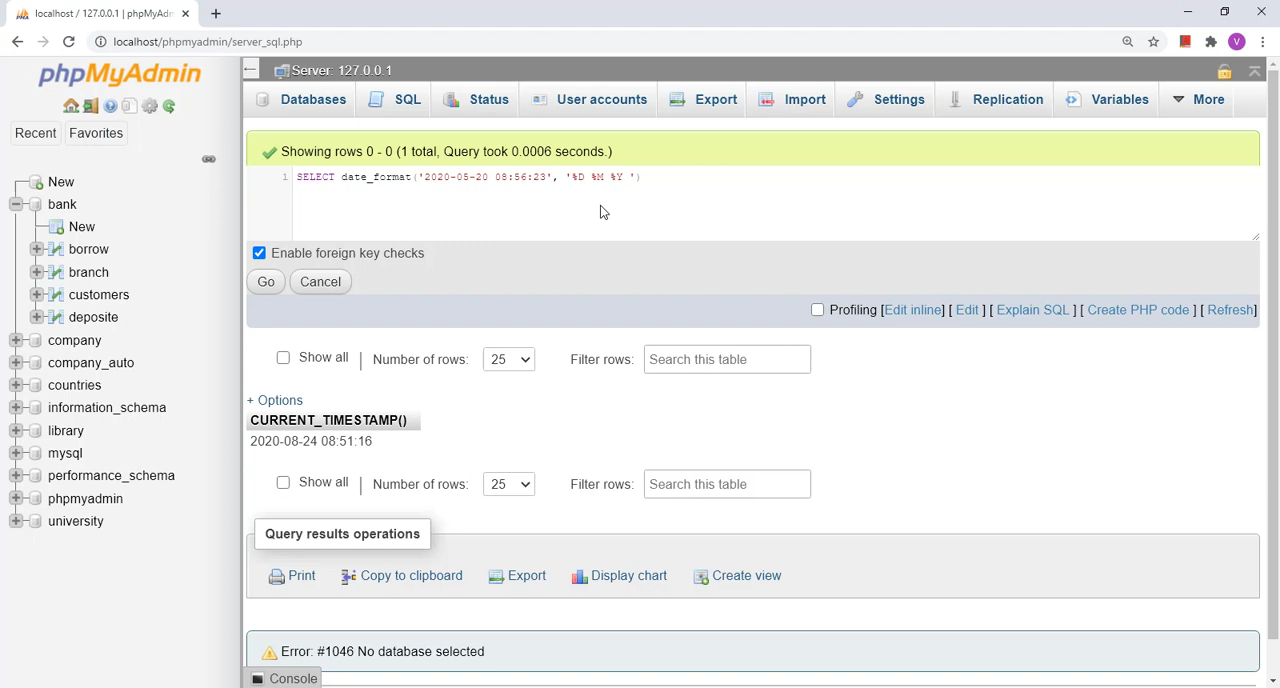 localhost / 127.0.0.1 | phpMyAdm
localhost/phpmyadmin/server_sql.php
V
phpMyAdmin
Recent
Favorites
New
bank
New
borrow
branch
customers
deposite
company
company_auto
countries
information_schema
library
mysql
performance_schema
phpmyadmin
university
Server: 127.0.0.1
Databases
SQL
Status
User accounts
Export
Import
Settings
Replication
Variables
More
Showing rows 0 - 0 (1 total, Query took 0.0006 seconds.)
1 SELECT date_format('2020-05-20 08:56:23', '%D %M %Y ')
Enable foreign key checks
Go
Cancel
Profiling [Edit inline] [ Edit ] [ Explain SQL ] [ Create PHP code ] [ Refresh]
Show all | Number of rows: 25 Filter rows: Search this table
+ Options
CURRENT_TIMESTAMP()
2020-08-24 08:51:16
Show all | Number of rows: 25 Filter rows: Search this table
Query results operations
Print
Copy to clipboard
Export
Display chart
Create view
Error: #1046 No database selected
Console